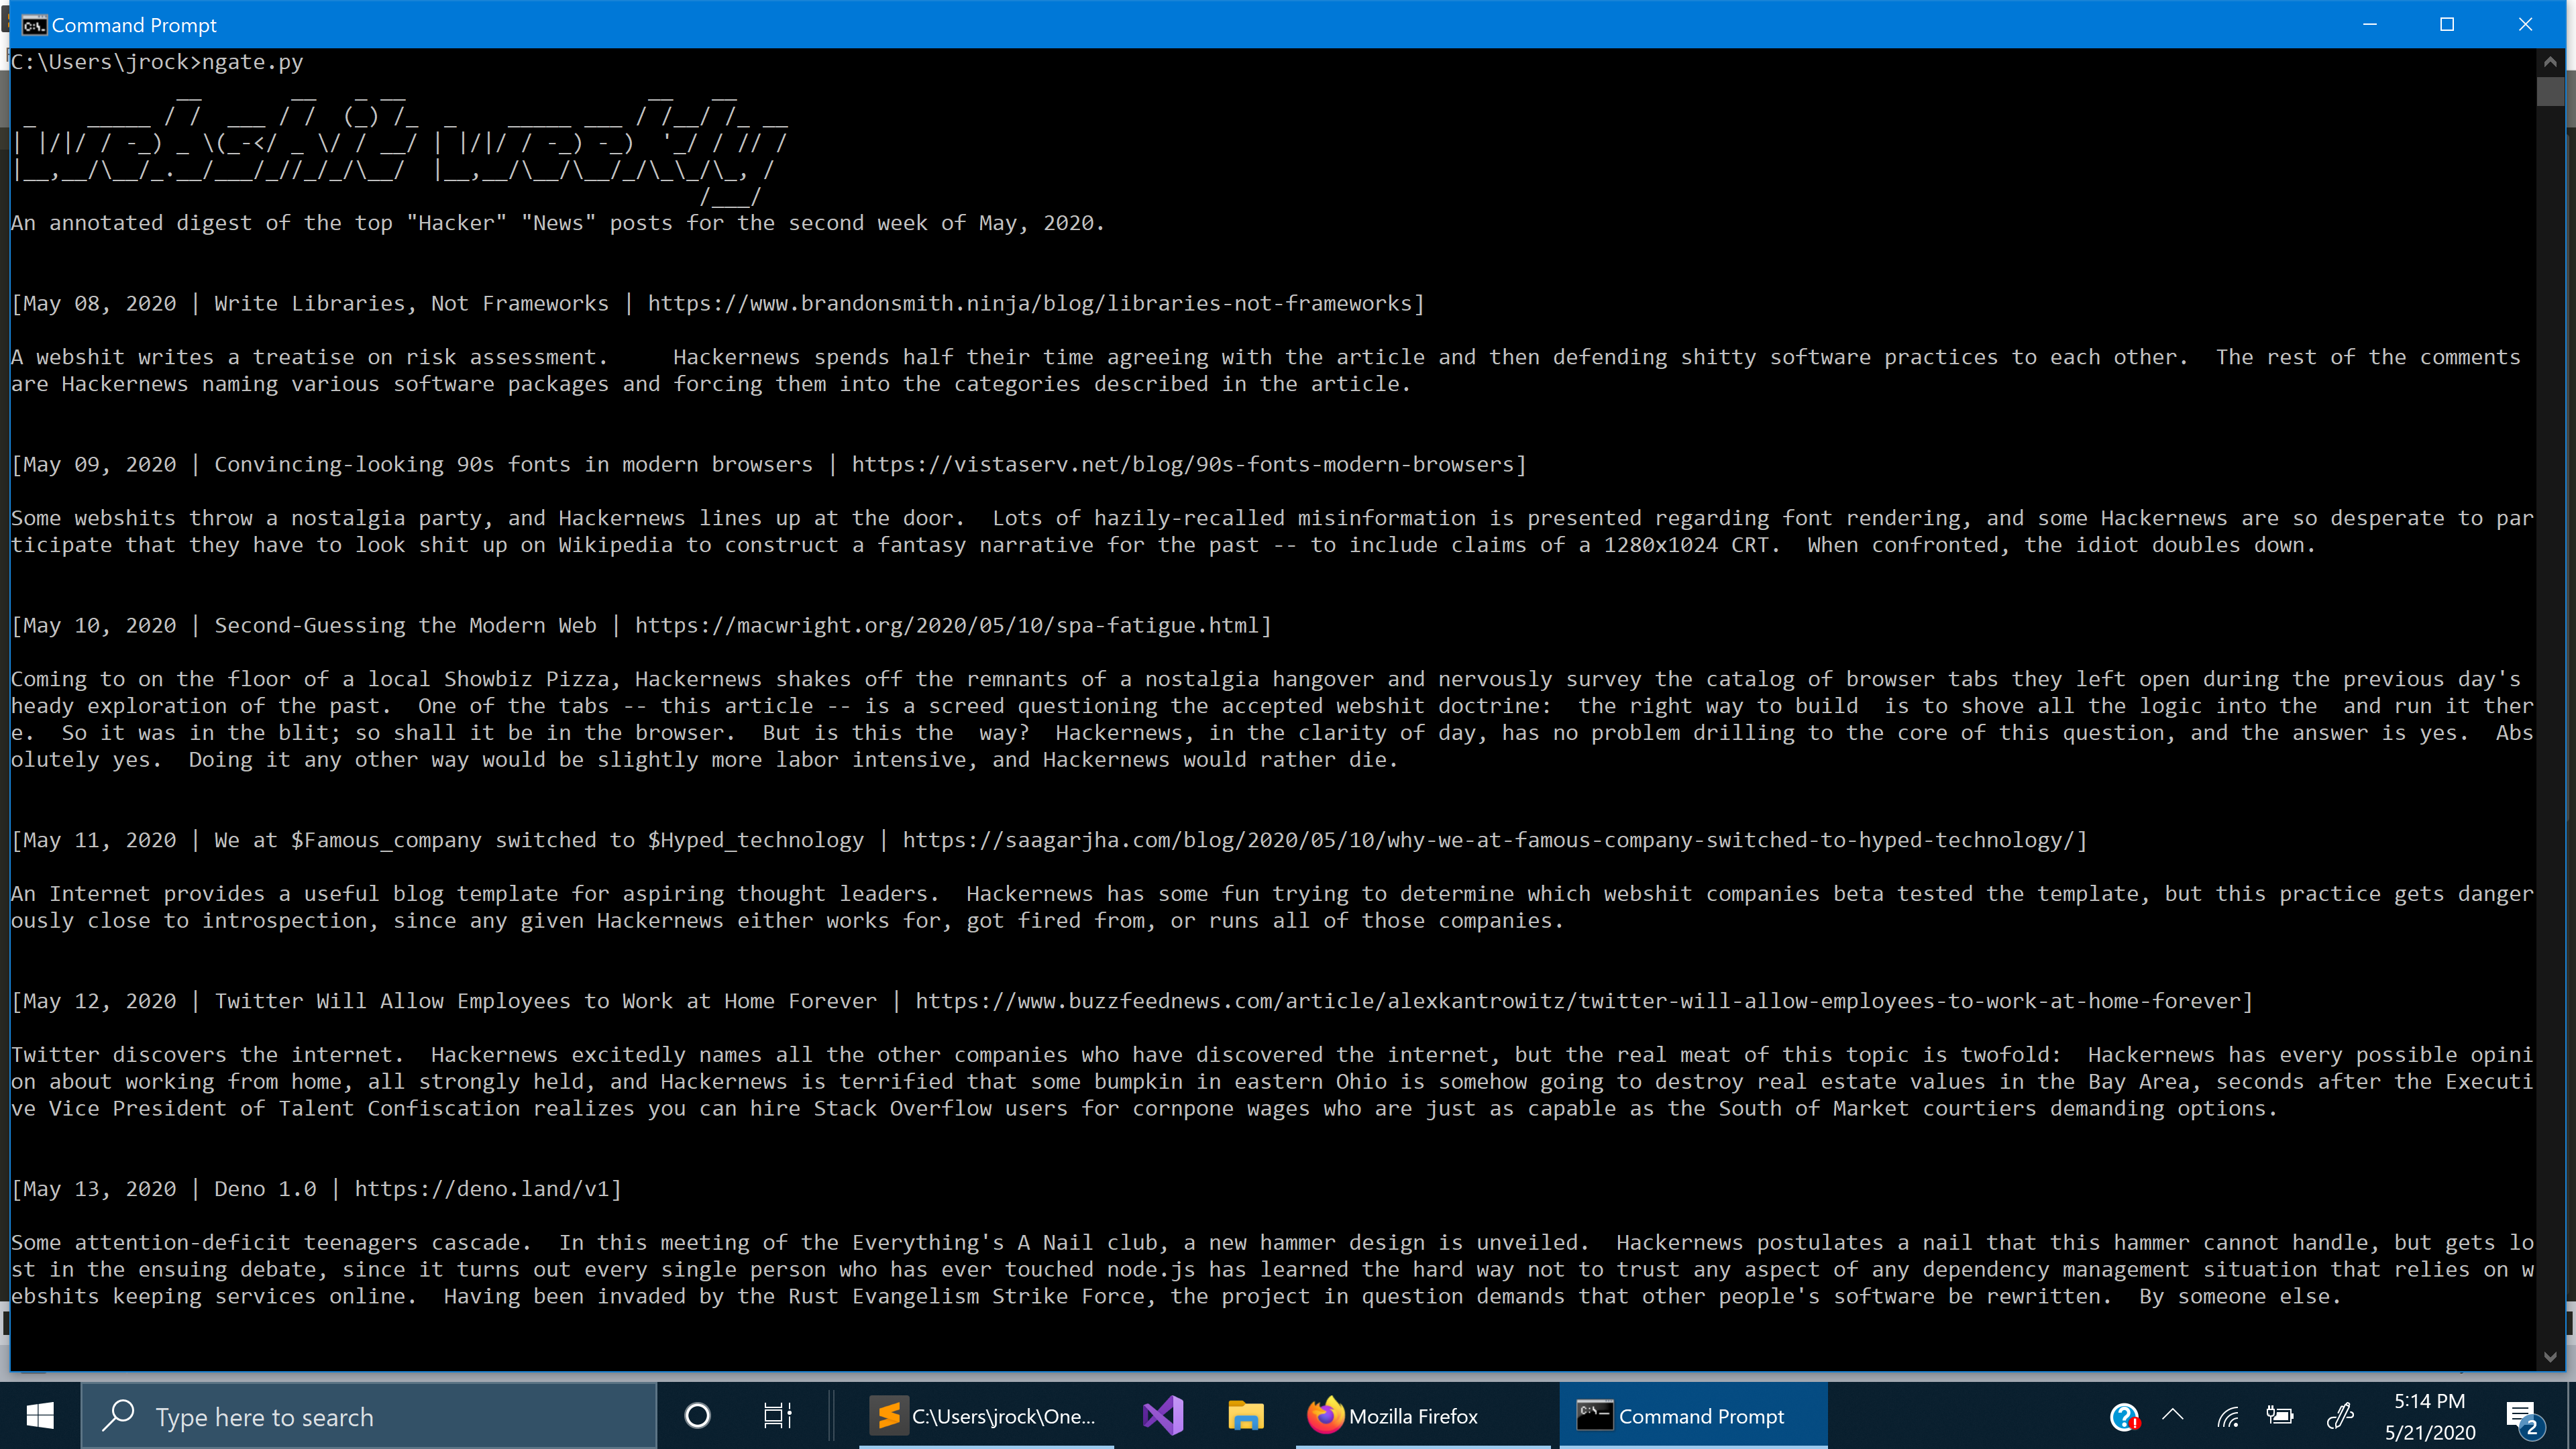 Command Prompt
C:\Users\jrock>ngate.py
webshit weekly
An annotated digest of the top "Hacker" "News" posts for the second week of May, 2020.
[May 08, 2020 | Write Libraries, Not Frameworks | https://www.brandonsmith.ninja/blog/libraries-not-frameworks]
A webshit writes a treatise on risk assessment.     Hackernews spends half their time agreeing with the article and then defending shitty software practices to each other.  The rest of the comments
are Hackernews naming various software packages and forcing them into the categories described in the article.
[May 09, 2020 | Convincing-looking 90s fonts in modern browsers | https://vistaserv.net/blog/90s-fonts-modern-browsers]
Some webshits throw a nostalgia party, and Hackernews lines up at the door.  Lots of hazily-recalled misinformation is presented regarding font rendering, and some Hackernews are so desperate to par
ticipate that they have to look shit up on Wikipedia to construct a fantasy narrative for the past -- to include claims of a 1280x1024 CRT.  When confronted, the idiot doubles down.
[May 10, 2020 | Second-Guessing the Modern Web | https://macwright.org/2020/05/10/spa-fatigue.html]
Coming to on the floor of a local Showbiz Pizza, Hackernews shakes off the remnants of a nostalgia hangover and nervously survey the catalog of browser tabs they left open during the previous day's
heady exploration of the past.  One of the tabs -- this article -- is a screed questioning the accepted webshit doctrine:  the right way to build  is to shove all the logic into the  and run it ther
e.  So it was in the blit; so shall it be in the browser.  But is this the  way?  Hackernews, in the clarity of day, has no problem drilling to the core of this question, and the answer is yes.  Abs
olutely yes.  Doing it any other way would be slightly more labor intensive, and Hackernews would rather die.
[May 11, 2020 | We at $Famous_company switched to $Hyped_technology | https://saagarjha.com/blog/2020/05/10/why-we-at-famous-company-switched-to-hyped-technology/]
An Internet provides a useful blog template for aspiring thought leaders.  Hackernews has some fun trying to determine which webshit companies beta tested the template, but this practice gets danger
ously close to introspection, since any given Hackernews either works for, got fired from, or runs all of those companies.
[May 12, 2020 | Twitter Will Allow Employees to Work at Home Forever | https://www.buzzfeednews.com/article/alexkantrowitz/twitter-will-allow-employees-to-work-at-home-forever]
Twitter discovers the internet.  Hackernews excitedly names all the other companies who have discovered the internet, but the real meat of this topic is twofold:  Hackernews has every possible opini
on about working from home, all strongly held, and Hackernews is terrified that some bumpkin in eastern Ohio is somehow going to destroy real estate values in the Bay Area, seconds after the Executi
ve Vice President of Talent Confiscation realizes you can hire Stack Overflow users for cornpone wages who are just as capable as the South of Market courtiers demanding options.
[May 13, 2020 | Deno 1.0 | https://deno.land/v1]
Some attention-deficit teenagers cascade.  In this meeting of the Everything's A Nail club, a new hammer design is unveiled.  Hackernews postulates a nail that this hammer cannot handle, but gets lo
st in the ensuing debate, since it turns out every single person who has ever touched node.js has learned the hard way not to trust any aspect of any dependency management situation that relies on w
ebshits keeping services online.  Having been invaded by the Rust Evangelism Strike Force, the project in question demands that other people's software be rewritten.  By someone else.
Type here to search
C:\Users\jrock\One...
Mozilla Firefox
Command Prompt
5:14 PM
5/21/2020
2